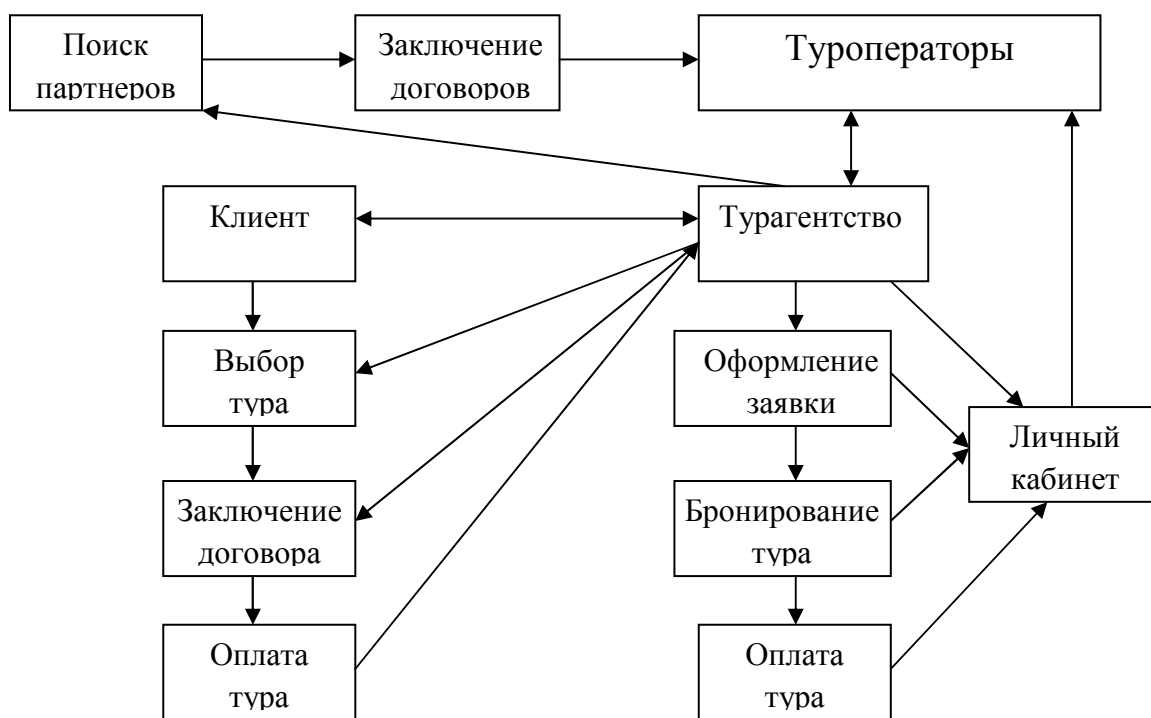 Поиск
партнеров
Заключение
договоров
Туроператоры
Клиент
Турагентство
Выбор
тура
Оформление
заявки
Личный
кабинет
Заключение
договора
Бронирование
тура
Оплата
тура
Оплата
тура